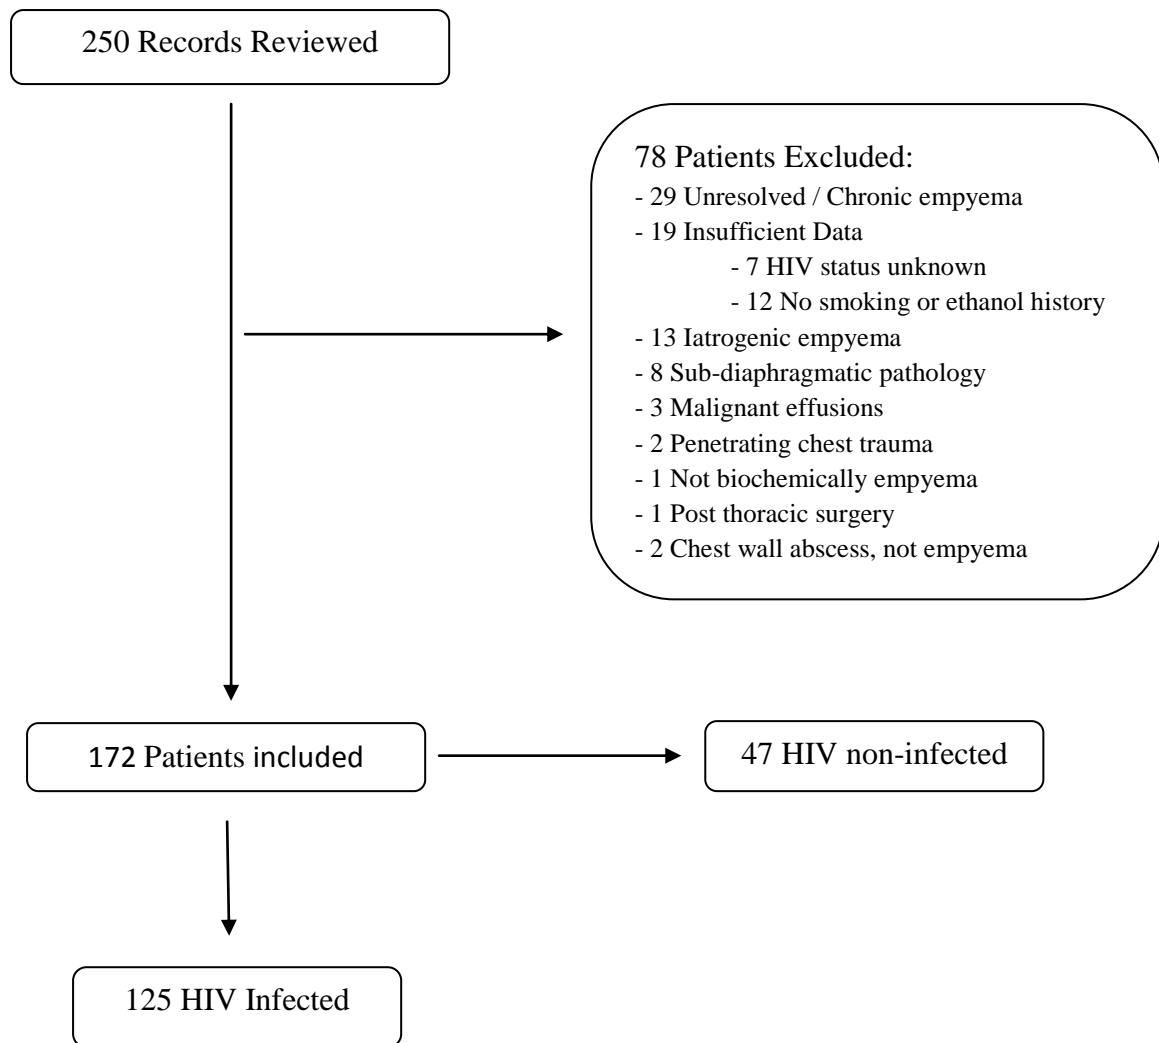 250 Records Reviewed
78 Patients Excluded:
- 29 Unresolved / Chronic empyema
- 19 Insufficient Data
- 7 HIV status unknown
- 12 No smoking or ethanol history
- 13 Iatrogenic empyema
- 8 Sub-diaphragmatic pathology
- 3 Malignant effusions
- 2 Penetrating chest trauma
- 1 Not biochemically empyema
- 1 Post thoracic surgery
- 2 Chest wall abscess, not empyema
172 Patients included
47 HIV non-infected
125 HIV Infected